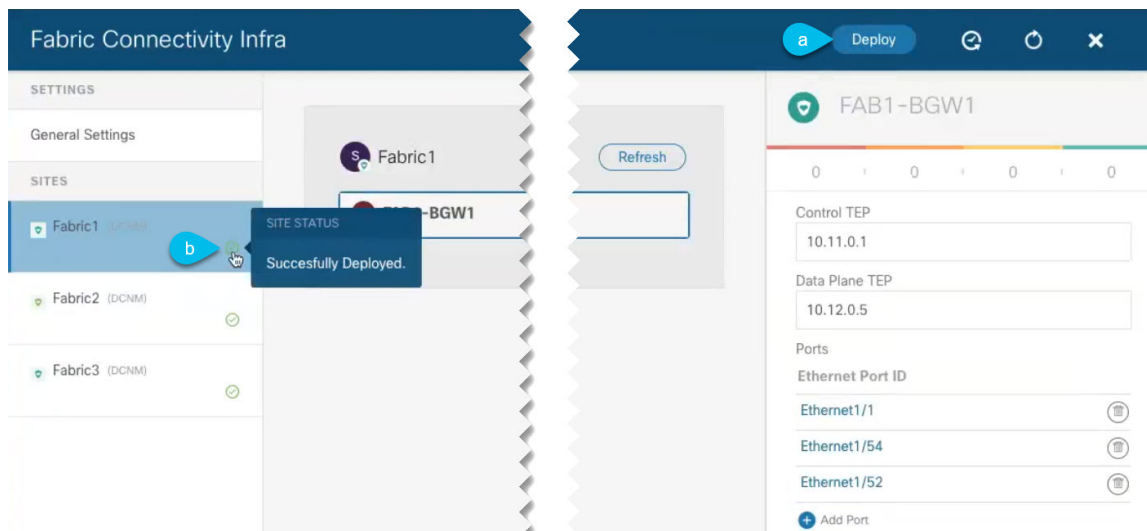 Fabric Connectivity Infra
a
Deploy
SETTINGS
General Settings
SITES
Fabric1 (DCNM)
b
SITE STATUS
Succesfully Deployed.
Fabric2 (DCNM)
Fabric3 (DCNM)
S Fabric1
Refresh
-BGW1
FAB1-BGW1
0 0 0 0
Control TEP
10.11.0.1
Data Plane TEP
10.12.0.5
Ports
Ethernet Port ID
Ethernet1/1
Ethernet1/54
Ethernet1/52
Add Port